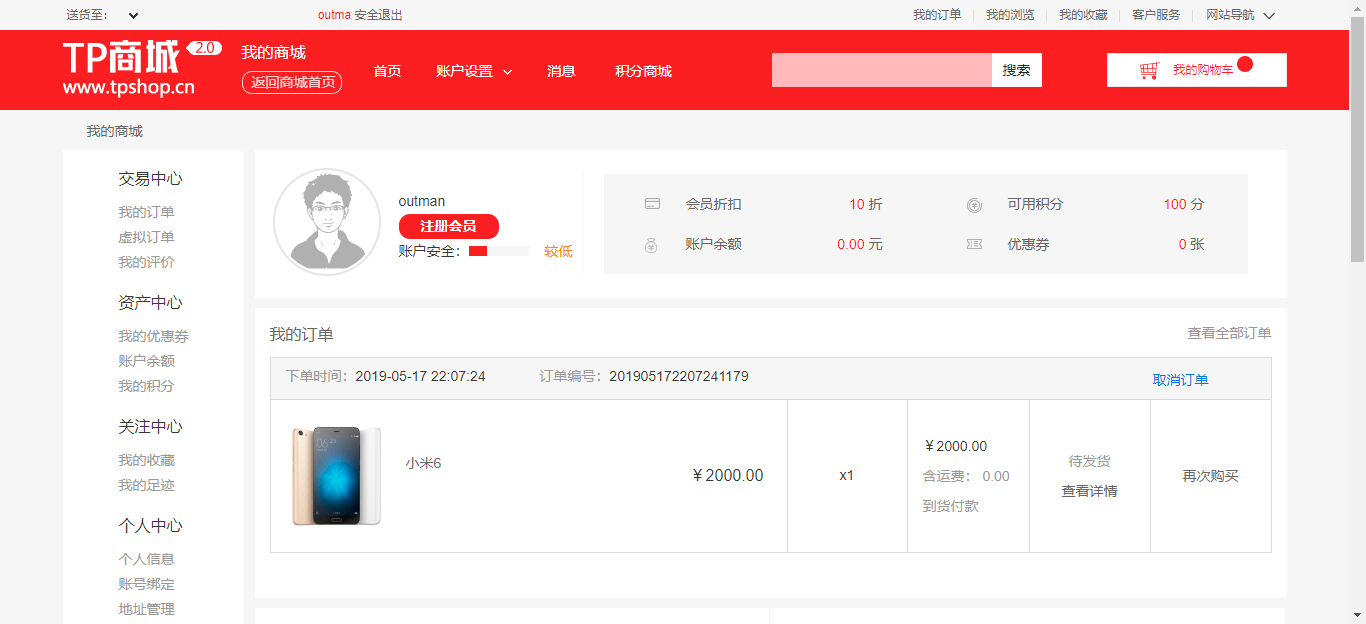 送货至：
outma 安全退出
我的订单 我的浏览 我的收藏 客户服务 网站导航
TP商城 2.0
www.tpshop.cn
我的商城
返回商城首页
首页 账户设置 消息 积分商城
搜索
我的购物车
我的商城
交易中心
我的订单
虚拟订单
我的评价
资产中心
我的优惠券
账户余额
我的积分
关注中心
我的收藏
我的足迹
个人中心
个人信息
账号绑定
地址管理
outman
注册会员
账户安全： 较低
会员折扣 10 折 可用积分 100 分
账户余额 0.00 元 优惠券 0 张
我的订单 查看全部订单
下单时间：2019-05-17 22:07:24 订单编号：201905172207241179 取消订单
小米6
￥2000.00
x1
￥2000.00
含运费： 0.00
到货付款
待发货
查看详情
再次购买